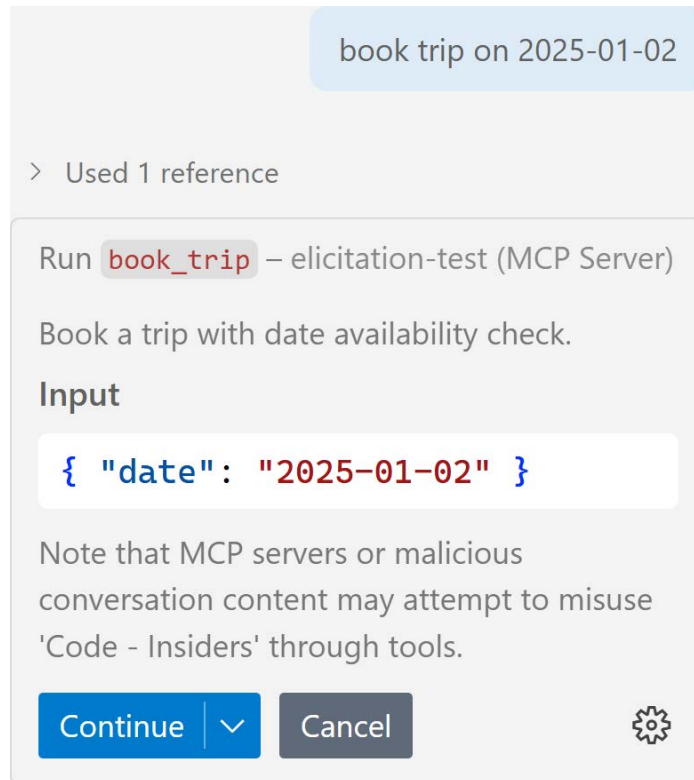 book trip on 2025-01-02
Used 1 reference
Run book_trip – elicitation-test (MCP Server)
Book a trip with date availability check.
Input
{ "date": "2025-01-02" }
Note that MCP servers or malicious
conversation content may attempt to misuse
'Code - Insiders' through tools.
Continue Cancel